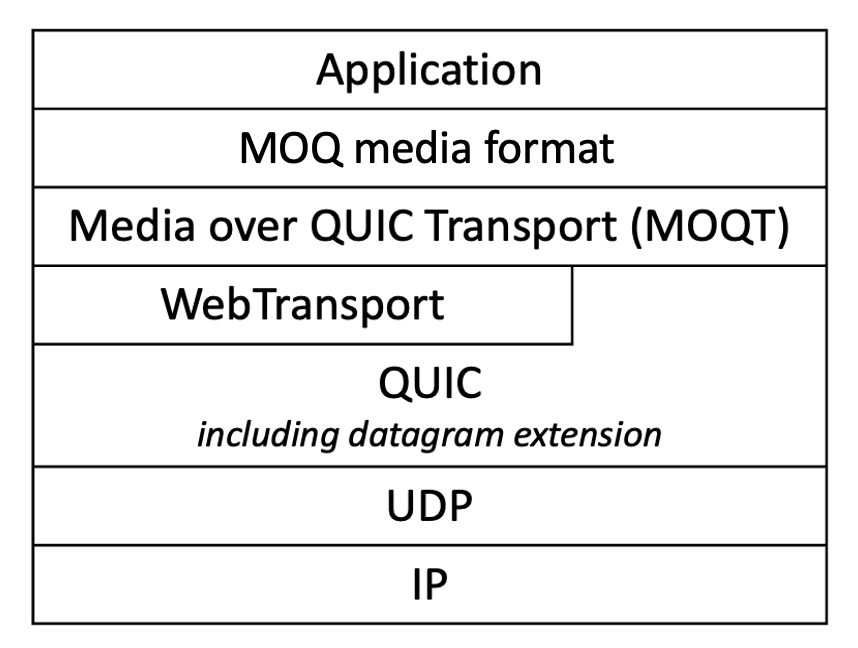 Application
MOQ media format
Media over QUIC Transport (MOQT)
WebTransport
QUIC
including datagram extension
UDP
IP